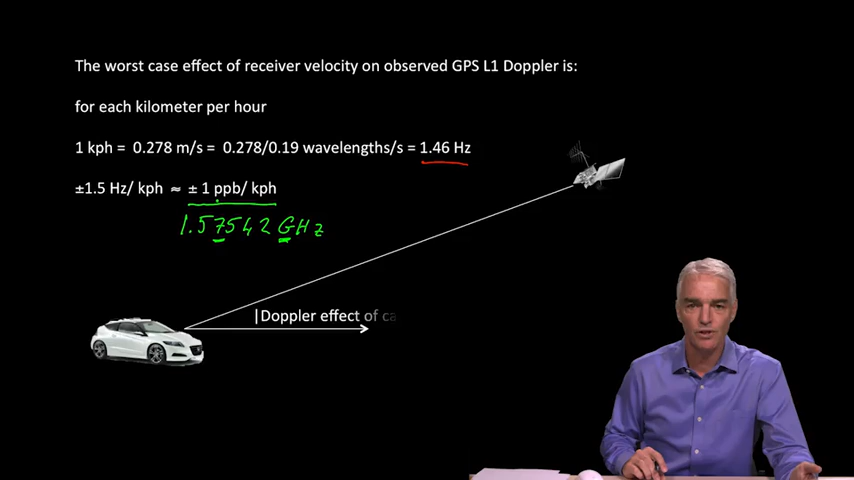 The worst case effect of receiver velocity on observed GPS L1 Doppler is:
for each kilometer per hour
1 kph = 0.278 m/s = 0.278/0.19 wavelengths/s = 1.46 Hz
±1.5 Hz/ kph ≈ ± 1 ppb/ kph
1.57542 GHz
|Doppler effect of ca